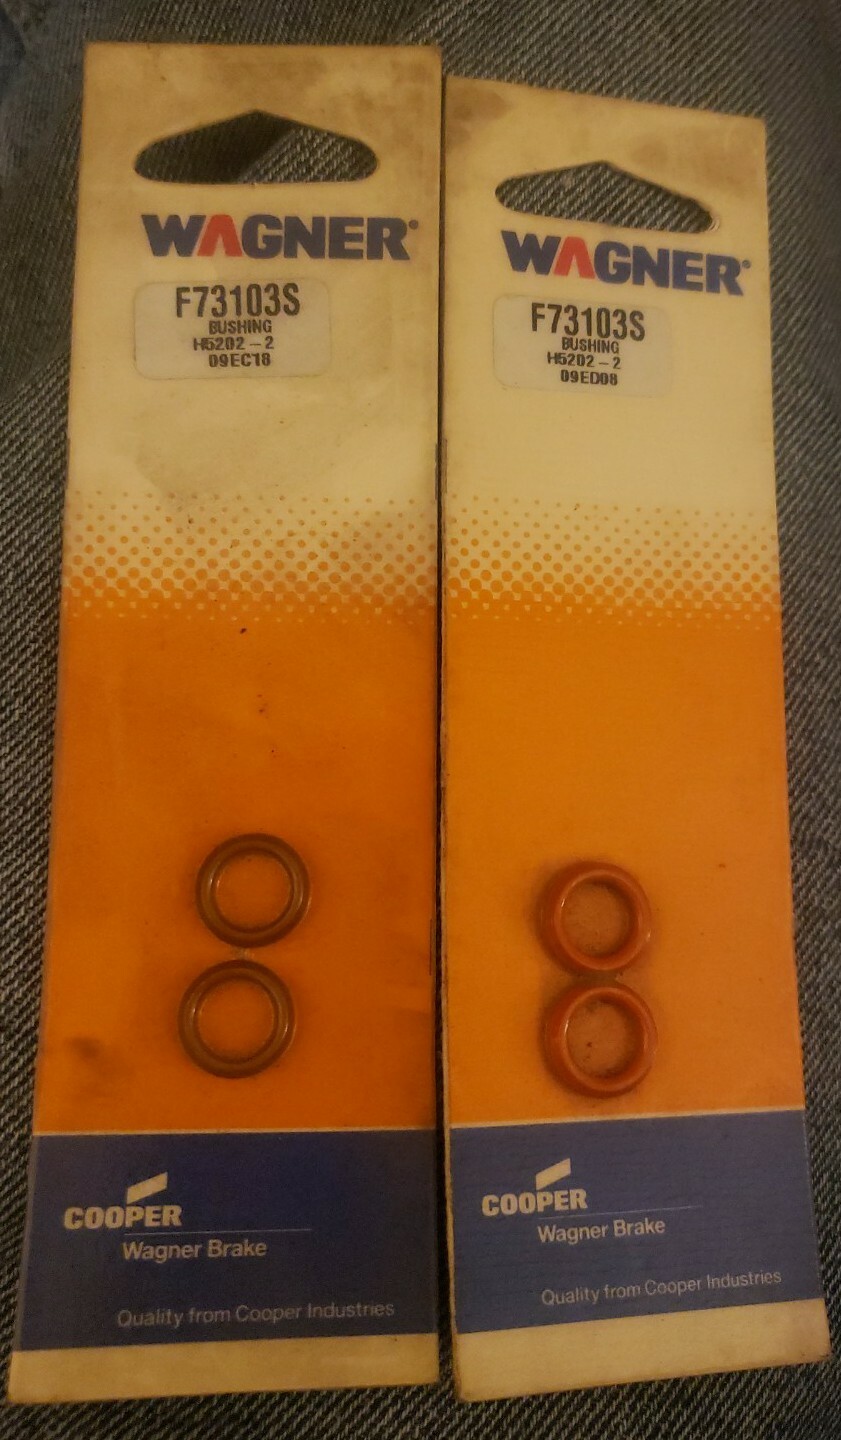 WAGNER
F73103S
BUSHING
H5202-2
09EC18
COOPER
Wagner Brake
Quality from Cooper Industries
WAGNER
F73103S
BUSHING
H5202-2
09ED08
COOPER
Wagner Brake
Quality from Cooper Industries